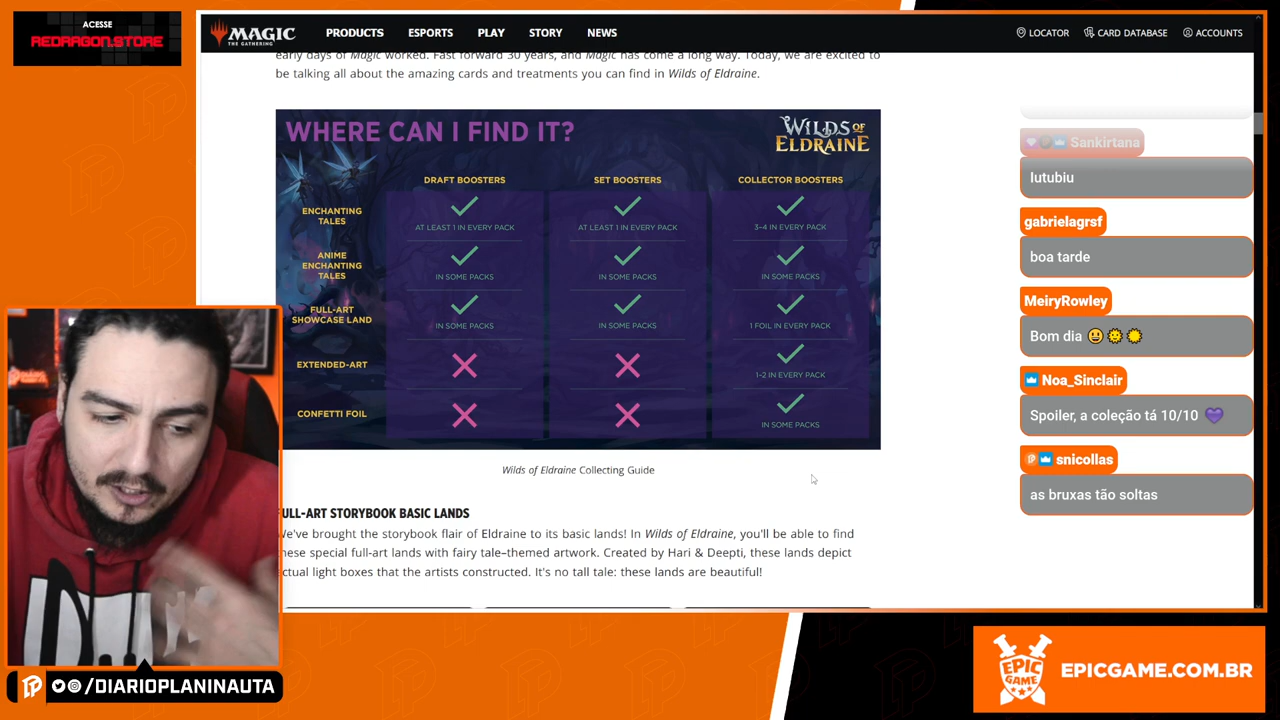 ACESSE
REDRAGON.STORE
MAGIC
THE GATHERING
PRODUCTS ESPORTS PLAY STORY NEWS
LOCATOR CARD DATABASE ACCOUNTS
early days of Magic worked. Fast forward 30 years, and Magic has come a long way. Today, we are excited to
be talking all about the amazing cards and treatments you can find in Wilds of Eldraine.
WHERE CAN I FIND IT?
WILDS OF
ELDRAINE
DRAFT BOOSTERS SET BOOSTERS COLLECTOR BOOSTERS
ENCHANTING
TALES
AT LEAST 1 IN EVERY PACK AT LEAST 1 IN EVERY PACK 3-4 IN EVERY PACK
ANIME
ENCHANTING
TALES
IN SOME PACKS IN SOME PACKS IN SOME PACKS
FULL-ART
SHOWCASE LAND
IN SOME PACKS IN SOME PACKS 1 FOIL IN EVERY PACK
EXTENDED-ART
1-2 IN EVERY PACK
CONFETTI FOIL
IN SOME PACKS
Wilds of Eldraine Collecting Guide
ULL-ART STORYBOOK BASIC LANDS
We've brought the storybook flair of Eldraine to its basic lands! In Wilds of Eldraine, you'll be able to find
hese special full-art lands with fairy tale–themed artwork. Created by Hari & Deepti, these lands depict
ctual light boxes that the artists constructed. It's no tall tale: these lands are beautiful!
Sankirtana
Iutubiu
gabrielagrsf
boa tarde
MeiryRowley
Bom dia 😀🌞☀️
Noa_Sinclair
Spoiler, a coleção tá 10/10 💜
snicollas
as bruxas tão soltas
/DIARIOPLANINAUTA
EPIC
GAME
EPICGAME.COM.BR